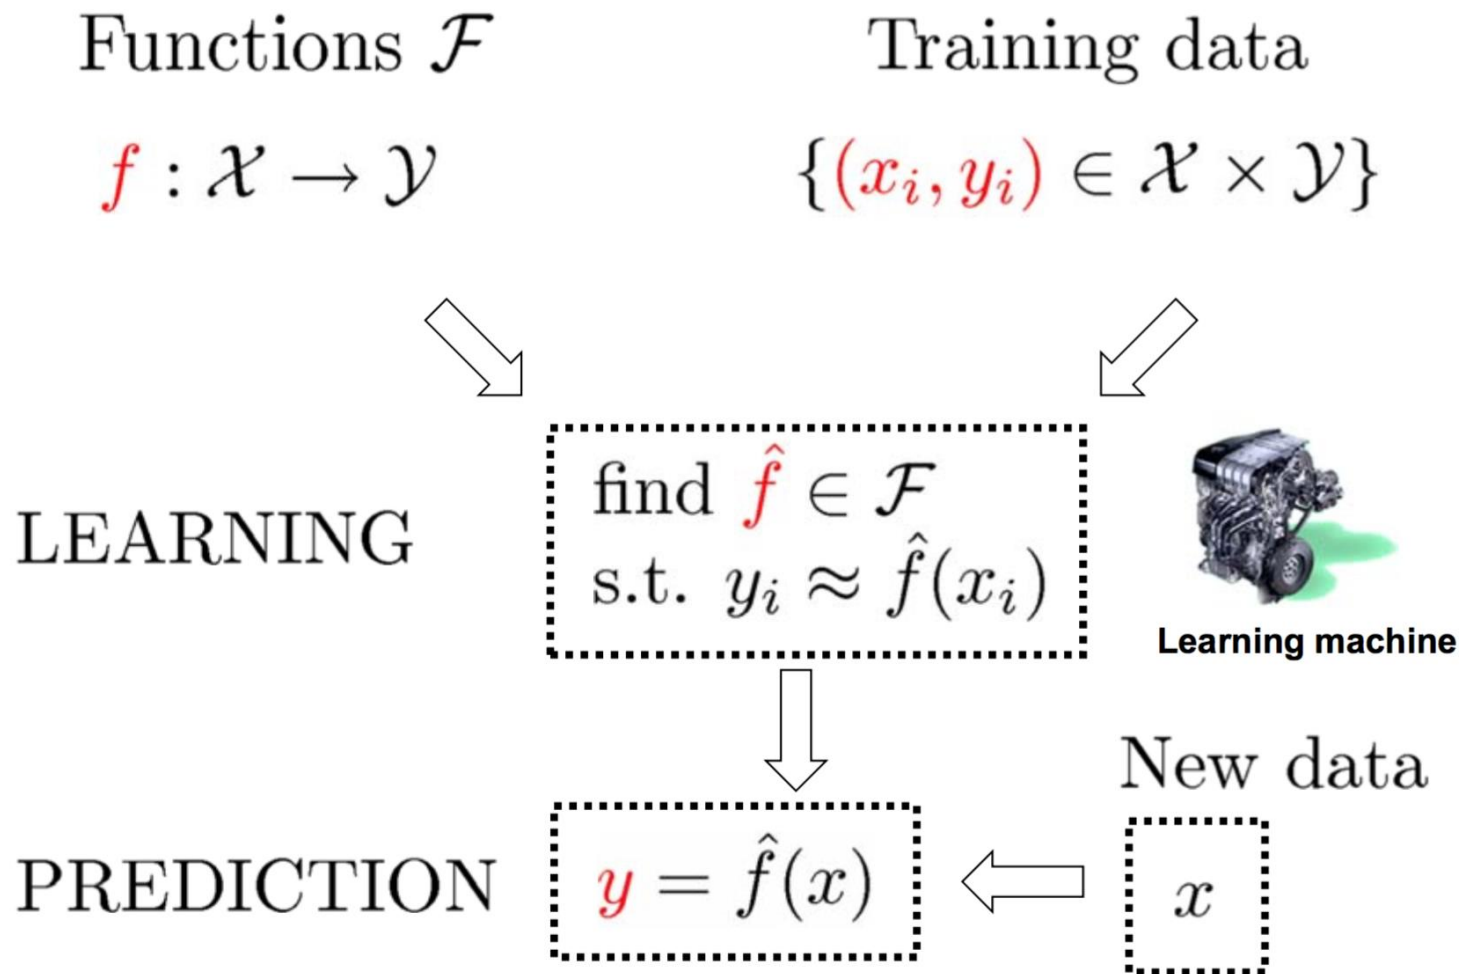 Functions ℱ
f : 𝒳 → 𝒴
Training data
{(xᵢ, yᵢ) ∈ 𝒳 × 𝒴}
LEARNING
find f̂ ∈ ℱ
s.t. yᵢ ≈ f̂(xᵢ)
Learning machine
New data
PREDICTION
y = f̂(x)
x